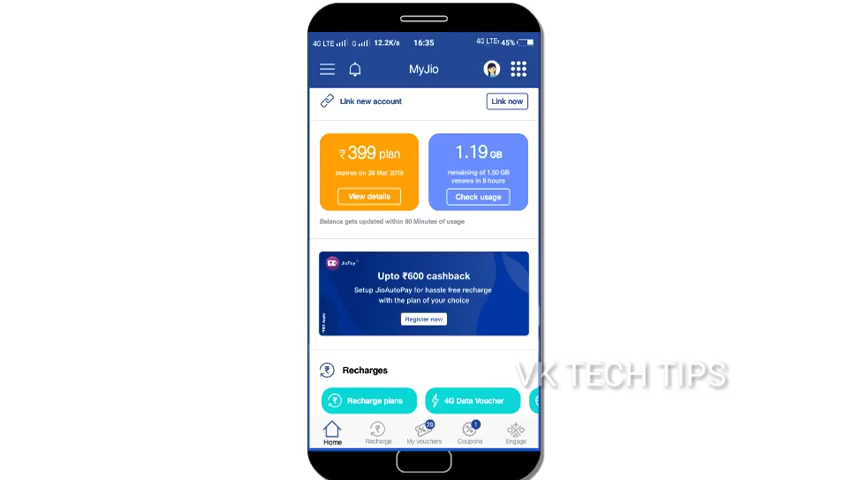 4G LTE G 12.2K/s 16:35 4G LTE 45%
MyJio
Link new account Link now
₹399 plan
expires on 28 Mar 2019
View details
1.19 GB
remaining of 1.50 GB
renews in 8 hours
Check usage
Balance gets updated within 60 Minutes of usage
JioPay
Upto ₹600 cashback
Setup JioAutoPay for hassle free recharge
with the plan of your choice
Register now
Recharges
VK TECH TIPS
Recharge plans 4G Data Voucher
20 1
Home Recharge My vouchers Coupons Engage